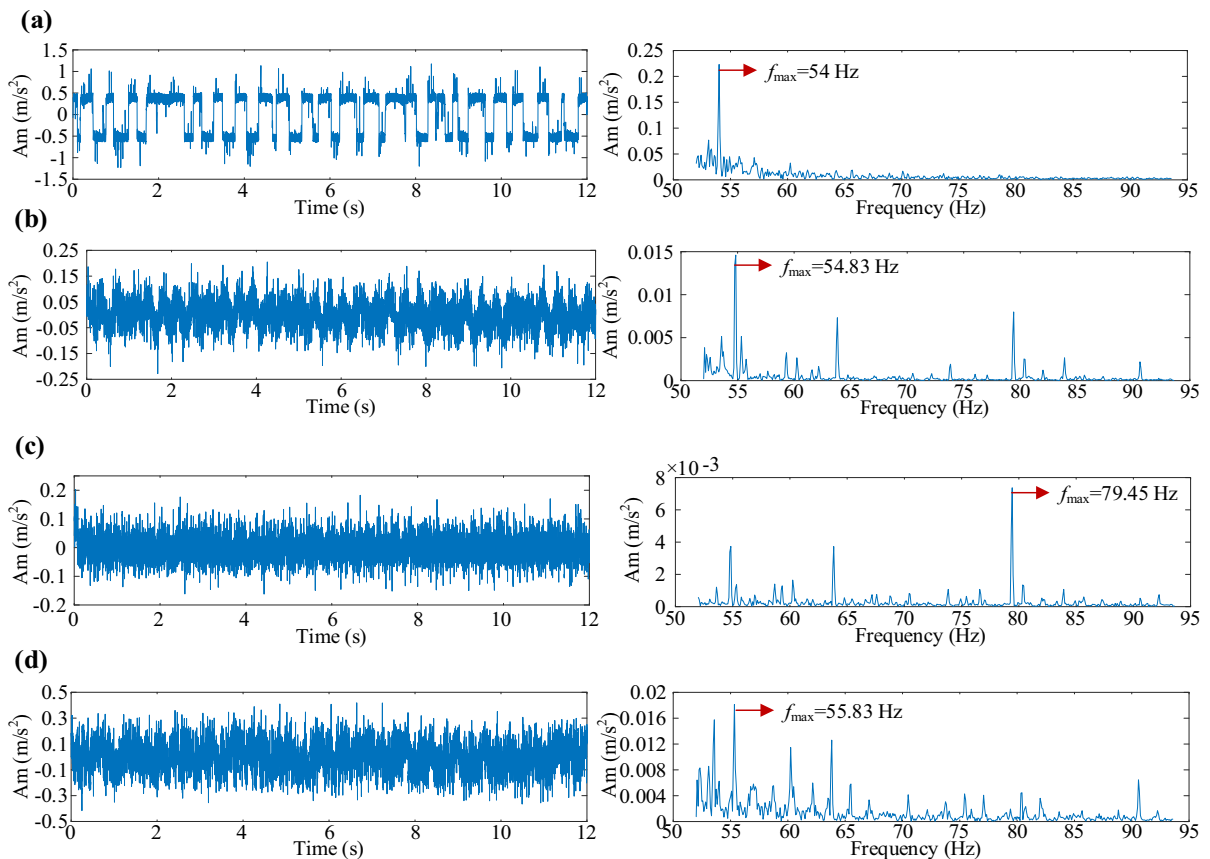 (a)
1.5
1
0.5
0
-0.5
-1
-1.5
Am (m/s²)
0 2 4 6 8 10 12
Time (s)
0.25
0.20
0.15
0.10
0.05
0
Am (m/s²)
fmax=54 Hz
50 55 60 65 70 75 80 85 90 95
Frequency (Hz)
(b)
0.25
0.15
0.05
-0.05
-0.15
-0.25
Am (m/s²)
0 2 4 6 8 10 12
Time (s)
0.015
0.010
0.005
0
Am (m/s²)
fmax=54.83 Hz
50 55 60 65 70 75 80 85 90 95
Frequency (Hz)
(c)
0.2
0.1
0
-0.1
-0.2
Am (m/s²)
0 2 4 6 8 10 12
Time (s)
×10⁻³
8
6
4
2
0
Am (m/s²)
fmax=79.45 Hz
50 55 60 65 70 75 80 85 90 95
Frequency (Hz)
(d)
0.5
0.3
0.1
-0.1
-0.3
-0.5
Am (m/s²)
0 2 4 6 8 10 12
Time (s)
0.02
0.016
0.012
0.008
0.004
0
Am (m/s²)
fmax=55.83 Hz
50 55 60 65 70 75 80 85 90 95
Frequency (Hz)